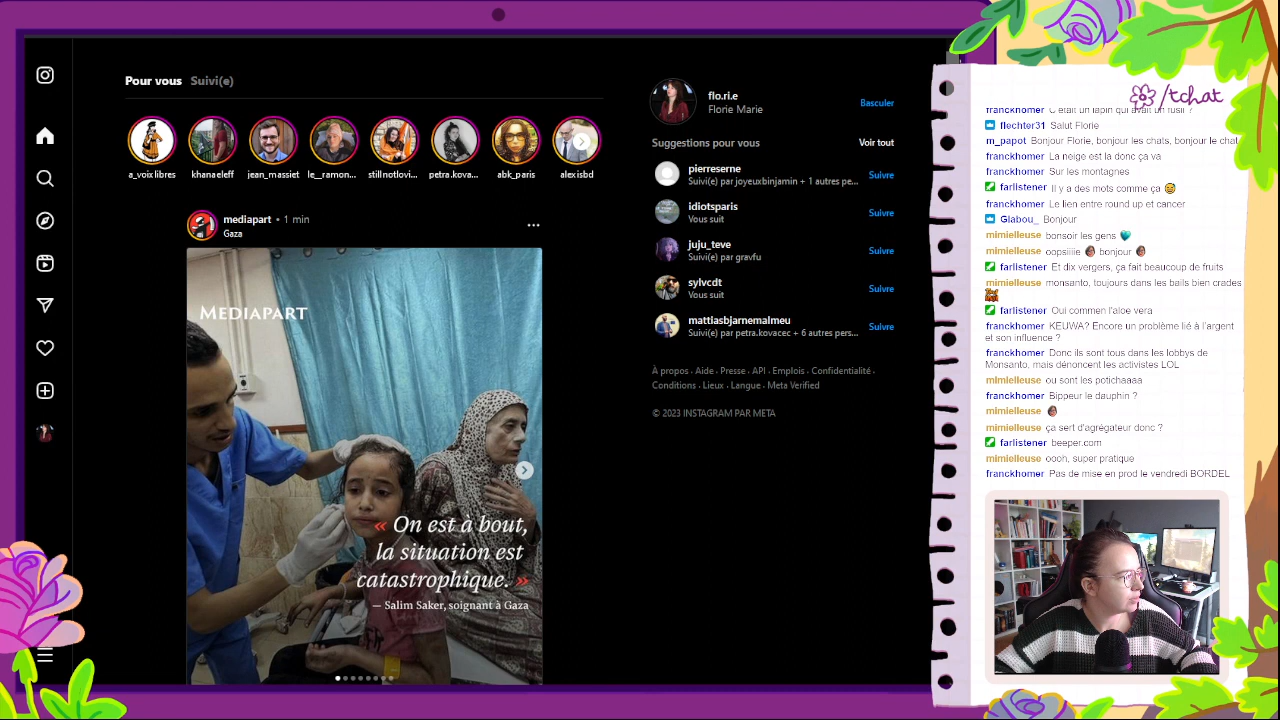 Pour vous Suivi(e)
a_voixlibres khanaeleff jean_massiet le__ramon... stillnotlovi... petra.kova... abk_paris alexisbd
mediapart • 1 min
Gaza
MEDIAPART
« On est à bout,
la situation est
catastrophique. »
— Salim Saker, soignant à Gaza
flo.ri.e
Florie Marie
Basculer
Suggestions pour vous
Voir tout
pierreserne
Suivi(e) par joyeuxbinjamin + 1 autres pe...
Suivre
idiotsparis
Vous suit
Suivre
juju_teve
Suivi(e) par gravfu
Suivre
sylvcdt
Vous suit
Suivre
mattiasbjarnemalmeu
Suivi(e) par petra.kovacec + 6 autres pers...
Suivre
À propos · Aide · Presse · API · Emplois · Confidentialité ·
Conditions · Lieux · Langue · Meta Verified
© 2023 INSTAGRAM PAR META
/tchat
franckhomer C'était un lapin qui avait un fusil ?
flechter31 Salut Florie
m_papot Bonjour Florie, bonjour les chats, bonjour le chat
franckhomer La neige est la donc ça va
franckhomer Sur les montagnes
farlistener Il y a des mots comme ça
franckhomer Le lien entre round up et cancer
Glabou_ Bonjour
mimielleuse bonsoir les gens
mimielleuse oopsiiiie bonjour
farlistener Et dix vergers, ça fait beaucoup de fruits
mimielleuse monsanto, toujours dans les bails bien crades
farlistener Oui commen l'aloe vera
franckhomer KEUWA? Encore un problème lié à l'argent
et son influence ?
franckhomer Donc ils sont tous dans les lobbys de
Monsanto, mais dénoncent les activistes LOL
mimielleuse ou sont les potichaaaa
franckhomer Bippeur le dauphin ?
mimielleuse
mimielleuse ça sert d'agrégateur donc ?
farlistener beeper.com
mimielleuse oooh, super pratique
franckhomer Pas de mise en prod le vendredi BORDEL